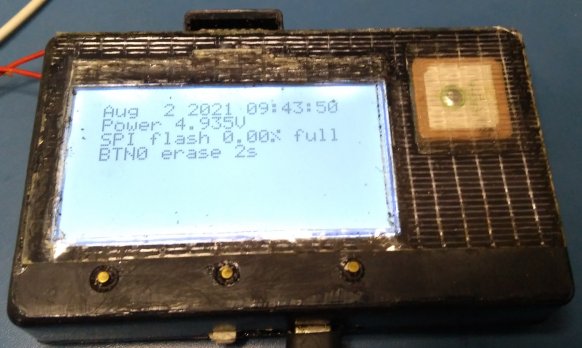 Aug  2 2021 09:43:50
Power 4.935V
SPI flash 0.00% full
BTN0 erase 2s